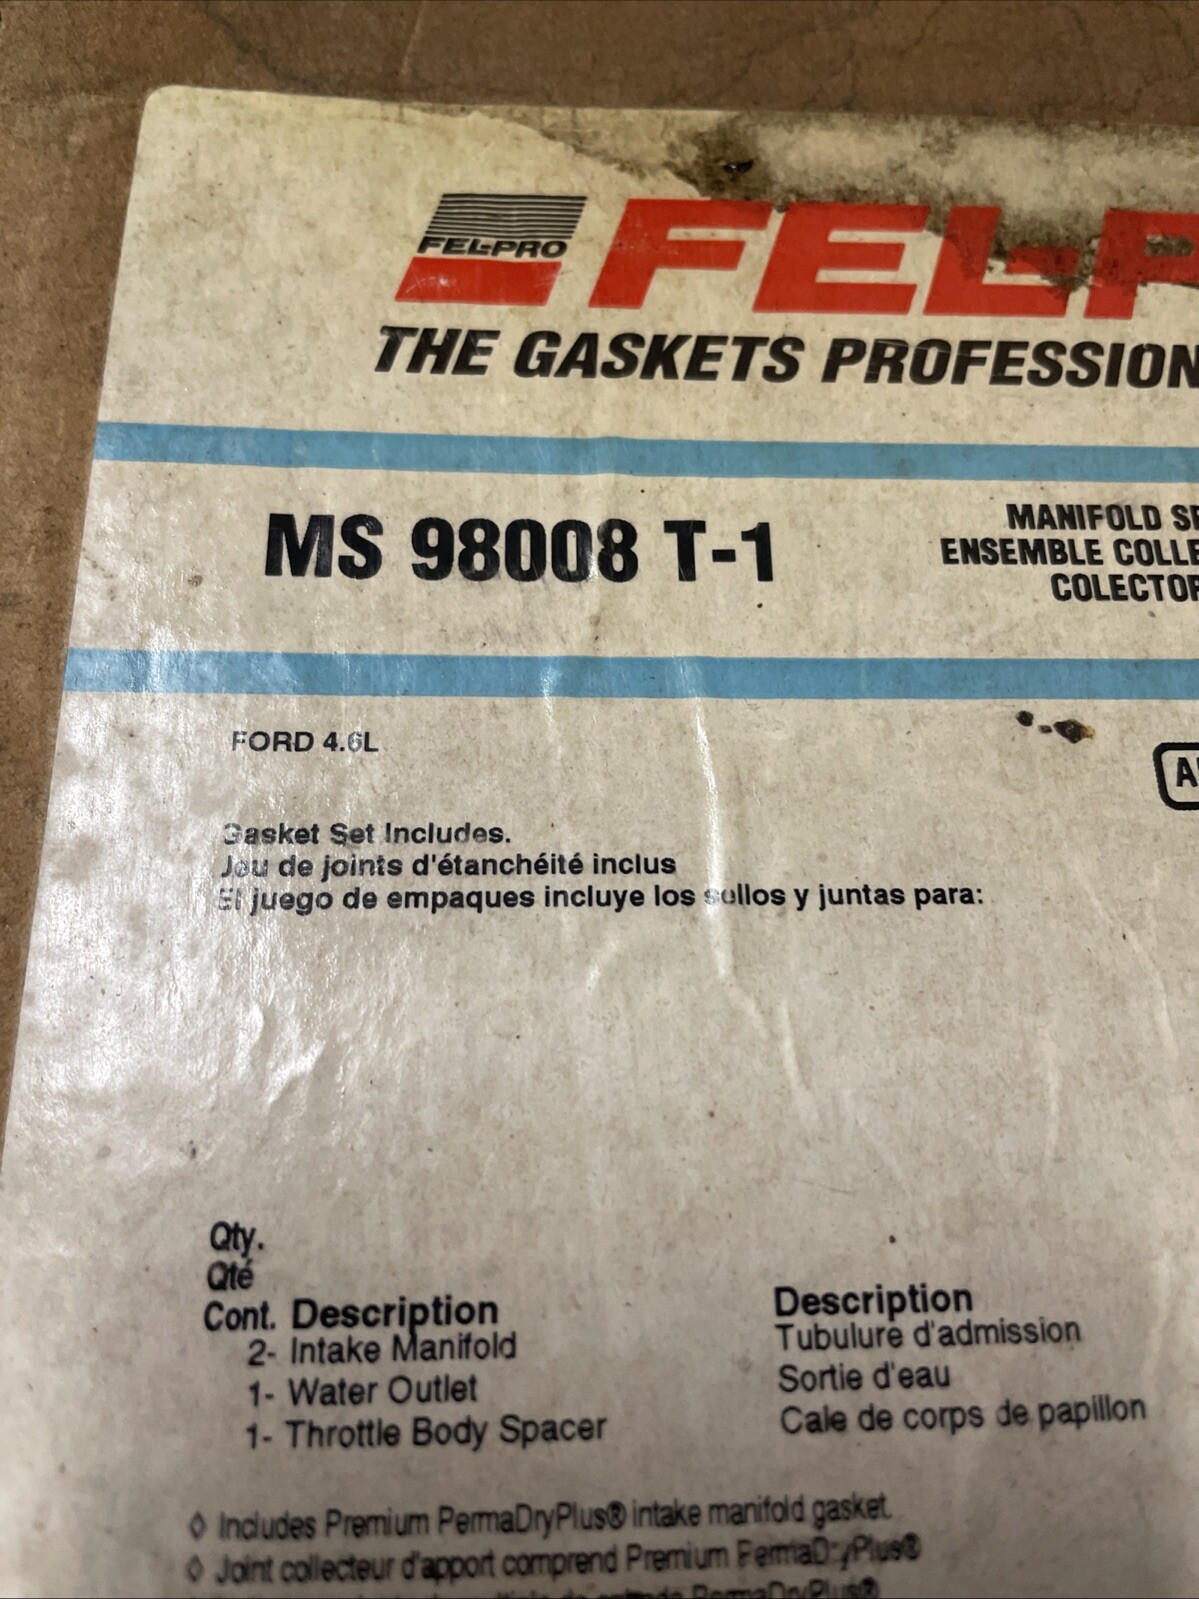 FEL-PRO
FEL-P
THE GASKETS PROFESSION
MS 98008 T-1
MANIFOLD SE
ENSEMBLE COLLE
COLECTOR
FORD 4.6L
A
Gasket Set Includes.
Jeu de joints d'étanchéité inclus
El juego de empaques incluye los sellos y juntas para:
Qty.
Qté
Cont. Description Description
2- Intake Manifold Tubulure d'admission
1- Water Outlet Sortie d'eau
1- Throttle Body Spacer Cale de corps de papillon
◊ Includes Premium PermaDryPlus® intake manifold gasket.
◊ Joint collecteur d'apport comprend Premium PermaDryPlus®
PermaDryPlus®